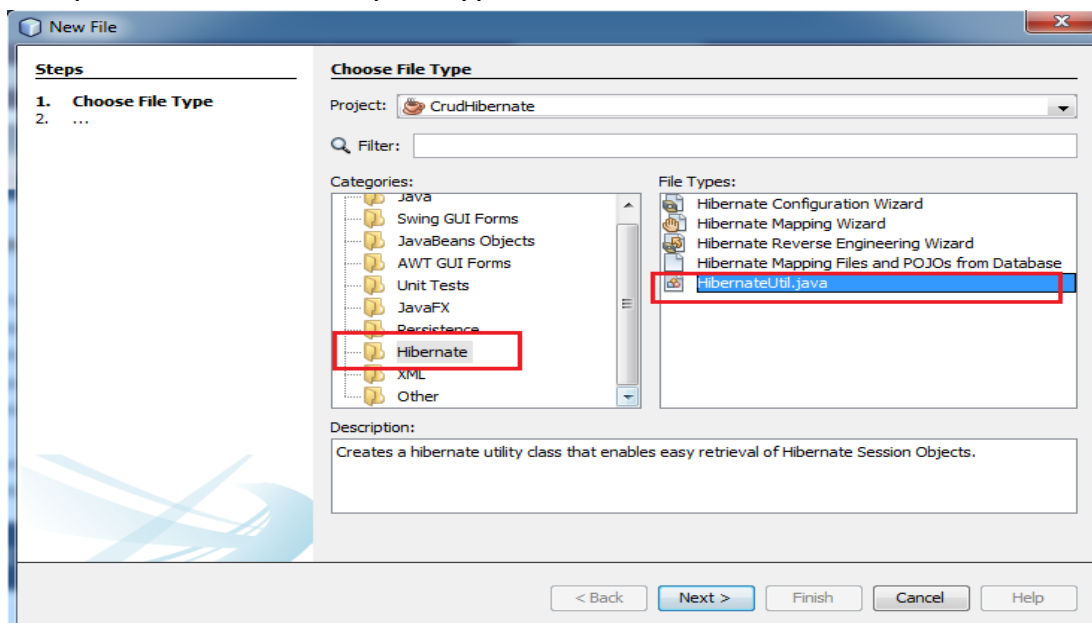 New File
Steps
1. Choose File Type
2. ...
Choose File Type
Project: CrudHibernate
Filter:
Categories:
Java
Swing GUI Forms
JavaBeans Objects
AWT GUI Forms
Unit Tests
JavaFX
Persistence
Hibernate
XML
Other
File Types:
Hibernate Configuration Wizard
Hibernate Mapping Wizard
Hibernate Reverse Engineering Wizard
Hibernate Mapping Files and POJOs from Database
HibernateUtil.java
Description:
Creates a hibernate utility class that enables easy retrieval of Hibernate Session Objects.
< Back Next > Finish Cancel Help